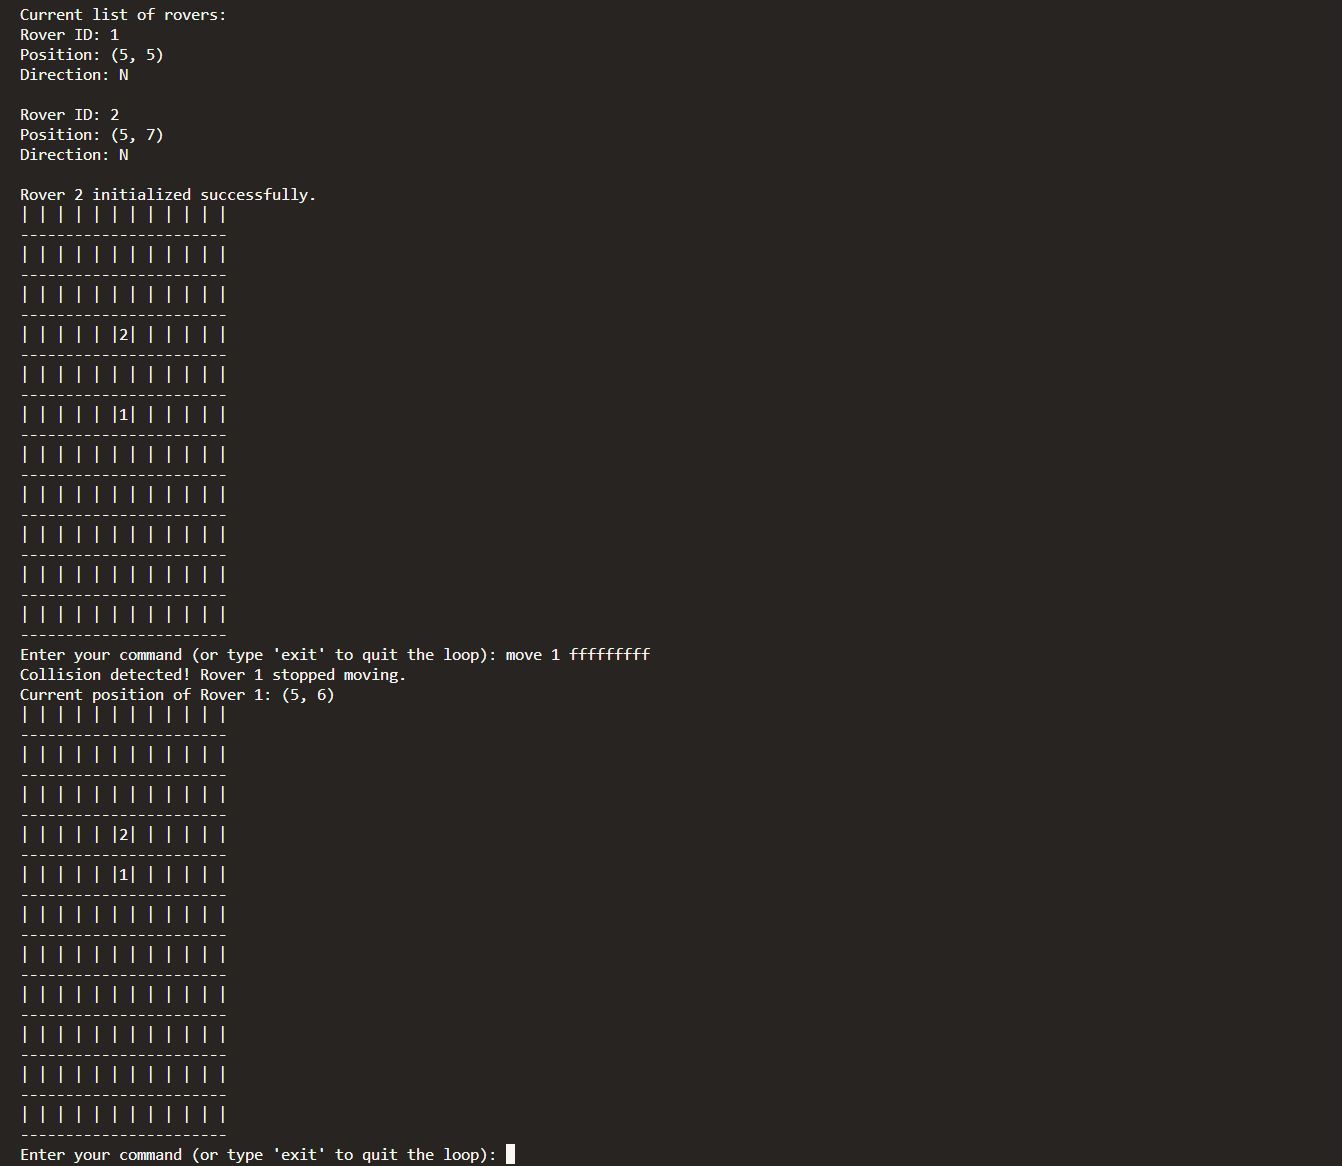 Current list of rovers:
Rover ID: 1
Position: (5, 5)
Direction: N
Rover ID: 2
Position: (5, 7)
Direction: N
Rover 2 initialized successfully.
| | | | | | | | | | | |
-----------------------
| | | | | | | | | | | |
-----------------------
| | | | | | | | | | | |
-----------------------
| | | | | |2| | | | | |
-----------------------
| | | | | | | | | | | |
-----------------------
| | | | | |1| | | | | |
-----------------------
| | | | | | | | | | | |
-----------------------
| | | | | | | | | | | |
-----------------------
| | | | | | | | | | | |
-----------------------
| | | | | | | | | | | |
-----------------------
| | | | | | | | | | | |
-----------------------
Enter your command (or type 'exit' to quit the loop): move 1 fffffffff
Collision detected! Rover 1 stopped moving.
Current position of Rover 1: (5, 6)
| | | | | | | | | | | |
-----------------------
| | | | | | | | | | | |
-----------------------
| | | | | | | | | | | |
-----------------------
| | | | | |2| | | | | |
-----------------------
| | | | | |1| | | | | |
-----------------------
| | | | | | | | | | | |
-----------------------
| | | | | | | | | | | |
-----------------------
| | | | | | | | | | | |
-----------------------
| | | | | | | | | | | |
-----------------------
| | | | | | | | | | | |
-----------------------
| | | | | | | | | | | |
-----------------------
Enter your command (or type 'exit' to quit the loop):